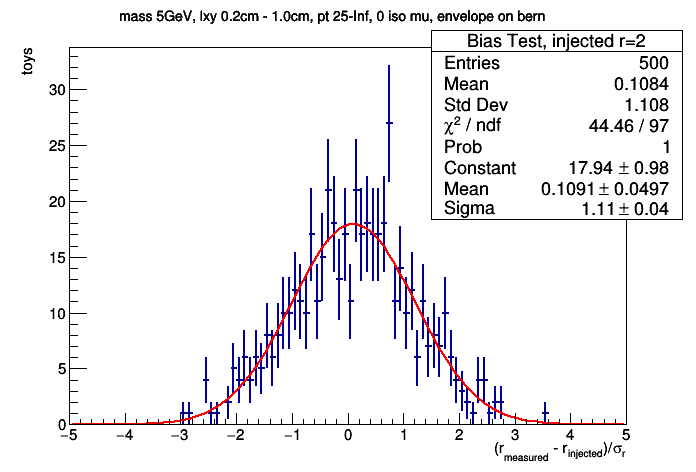 mass 5GeV, lxy 0.2cm - 1.0cm, pt 25-Inf, 0 iso mu, envelope on bern
Bias Test, injected r=2
Entries 500
Mean 0.1084
Std Dev 1.108
χ² / ndf 44.46 / 97
Prob 1
Constant 17.94 ± 0.98
Mean 0.1091 ± 0.0497
Sigma 1.11 ± 0.04
toys
30
25
20
15
10
5
0
−5 −4 −3 −2 −1 0 1 2 3 4 5
(r_measured - r_injected)/σ_r